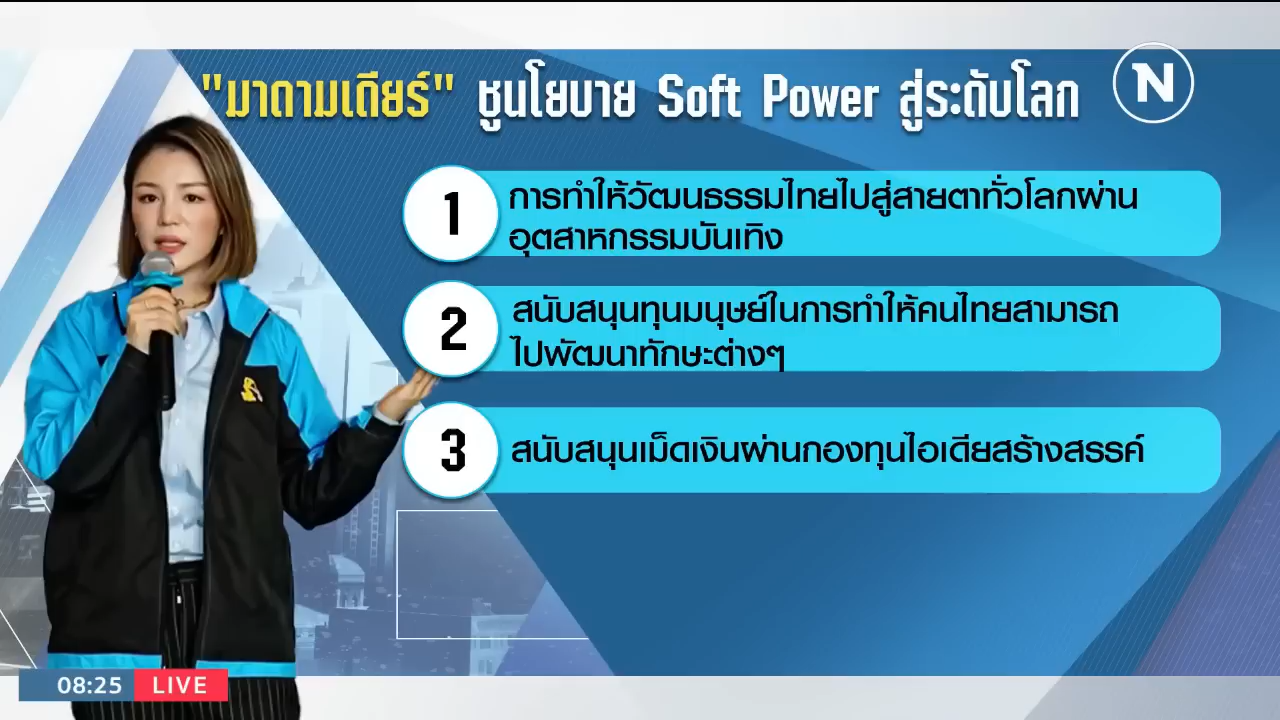 "มาดามเดียร์" ชูนโยบาย Soft Power สู่ระดับโลก
N
1
การทำให้วัฒนธรรมไทยไปสู่สายตาทั่วโลกผ่าน
อุตสาหกรรมบันเทิง
2
สนับสนุนทุนมนุษย์ในการทำให้คนไทยสามารถ
ไปพัฒนาทักษะต่างๆ
3
สนับสนุนเม็ดเงินผ่านกองทุนไอเดียสร้างสรรค์
08:25 LIVE